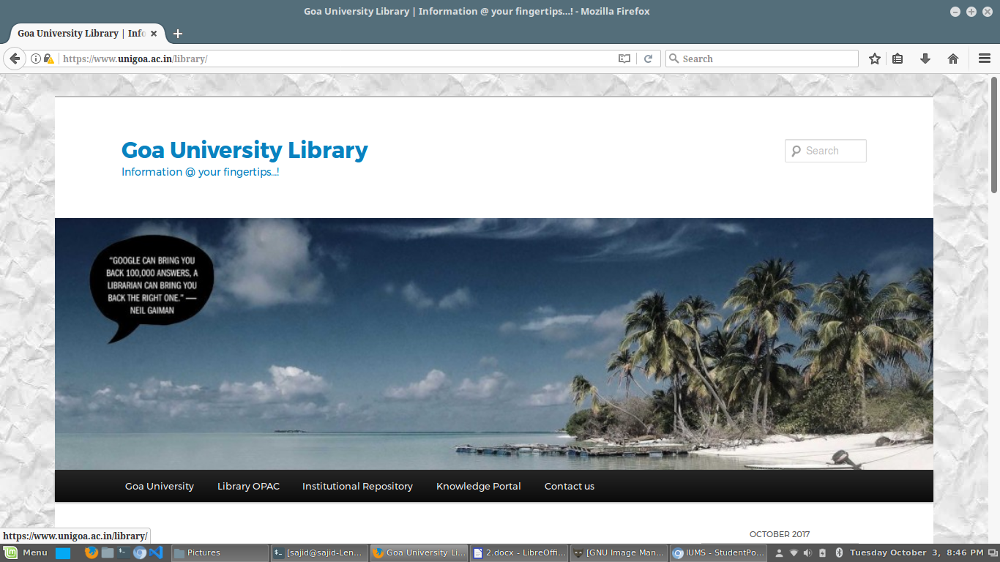 Goa University Library | Information @ your fingertips...! - Mozilla Firefox
Goa University Library | Info
https://www.unigoa.ac.in/library/
Search
Goa University Library
Information @ your fingertips...!
Search
"GOOGLE CAN BRING YOU
BACK 100,000 ANSWERS, A
LIBRARIAN CAN BRING YOU
BACK THE RIGHT ONE." —
NEIL GAIMAN
Goa University Library OPAC Institutional Repository Knowledge Portal Contact us
OCTOBER 2017
https://www.unigoa.ac.in/library/
Menu Pictures [sajid@sajid-Len... Goa University Li... 2.docx - LibreOffi... [GNU Image Man... IUMS - StudentPo... Tuesday October 3, 8:46 PM